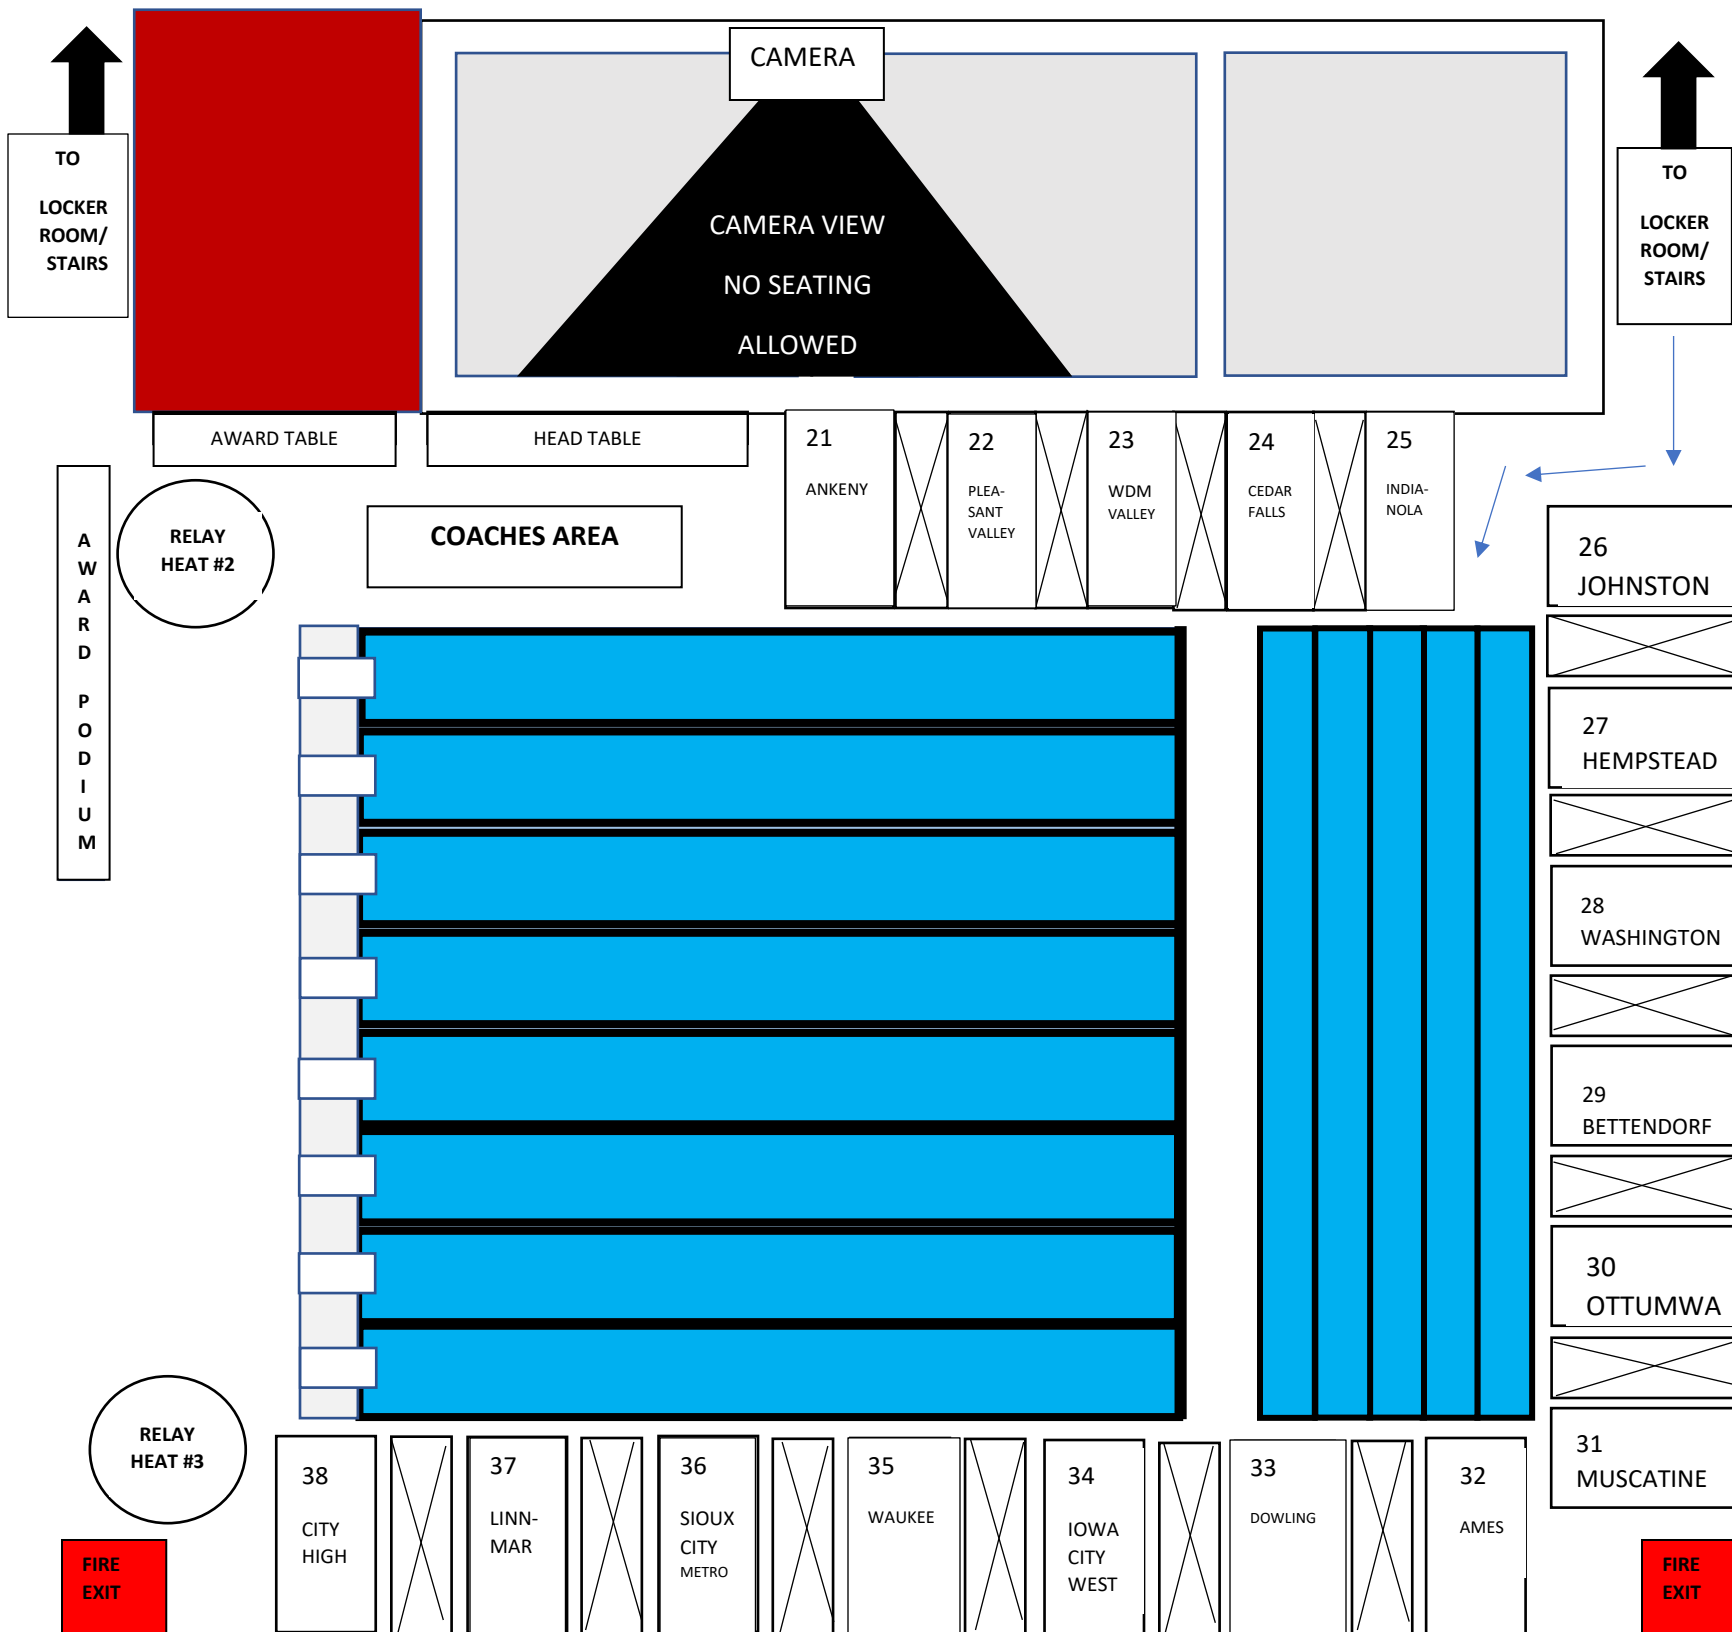 CAMERA
TO
LOCKER
ROOM/
STAIRS
CAMERA VIEW
NO SEATING
ALLOWED
TO
LOCKER
ROOM/
STAIRS
AWARD TABLE
HEAD TABLE
21
ANKENY
22
PLEA-
SANT
VALLEY
23
WDM
VALLEY
24
CEDAR
FALLS
25
INDIA-
NOLA
A
W
A
R
D
P
O
D
I
U
M
RELAY
HEAT #2
COACHES AREA
26
JOHNSTON
27
HEMPSTEAD
28
WASHINGTON
29
BETTENDORF
30
OTTUMWA
31
MUSCATINE
RELAY
HEAT #3
38
CITY
HIGH
37
LINN-
MAR
36
SIOUX
CITY
METRO
35
WAUKEE
34
IOWA
CITY
WEST
33
DOWLING
32
AMES
FIRE
EXIT
FIRE
EXIT